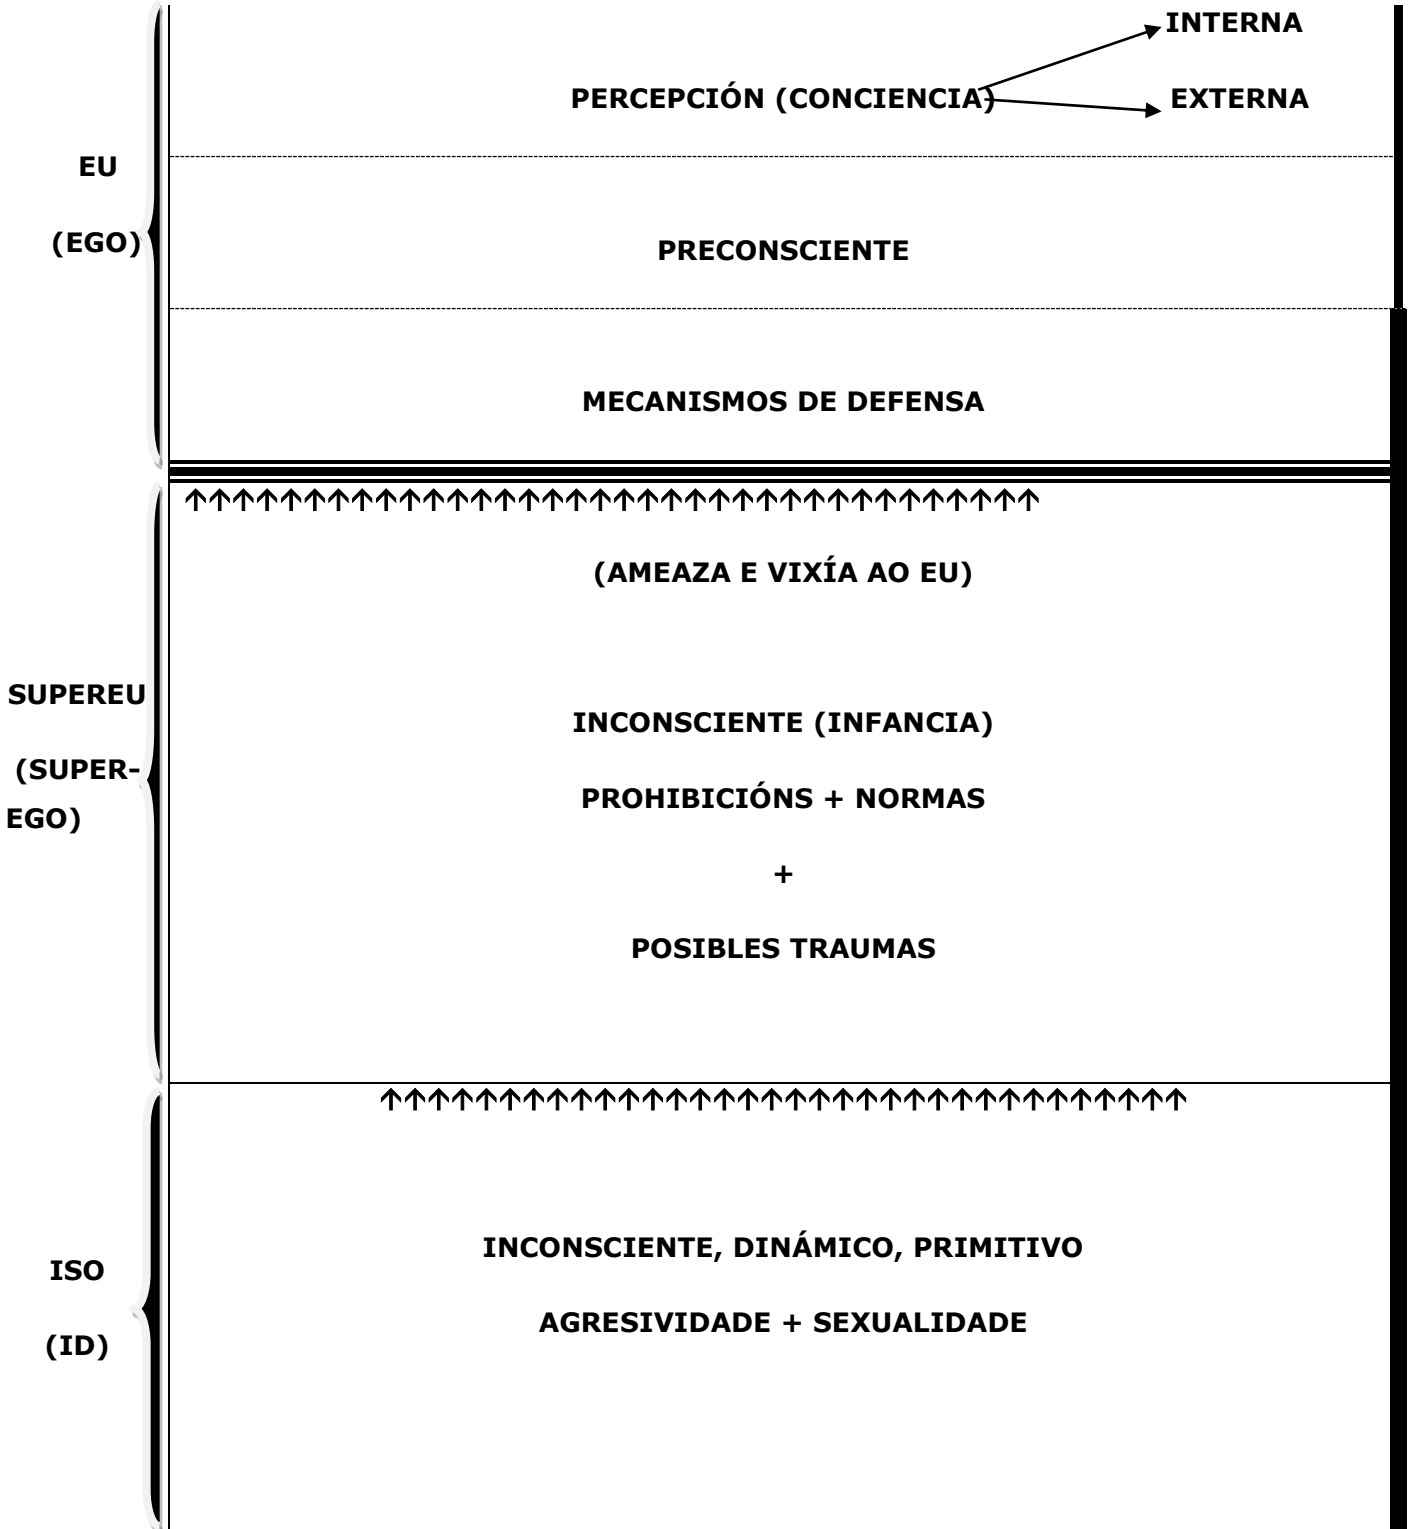 INTERNA
PERCEPCIÓN (CONCIENCIA) EXTERNA
EU
(EGO)
PRECONSCIENTE
MECANISMOS DE DEFENSA
↑↑↑↑↑↑↑↑↑↑↑↑↑↑↑↑↑↑↑↑↑↑↑↑↑↑↑↑↑↑↑↑↑↑↑↑
(AMEAZA E VIXÍA AO EU)
SUPEREU
(SUPER-
EGO)
INCONSCIENTE (INFANCIA)
PROHIBICIÓNS + NORMAS
+
POSIBLES TRAUMAS
↑↑↑↑↑↑↑↑↑↑↑↑↑↑↑↑↑↑↑↑↑↑↑↑↑↑↑↑↑↑↑↑↑↑
ISO
(ID)
INCONSCIENTE, DINÁMICO, PRIMITIVO
AGRESIVIDADE + SEXUALIDADE